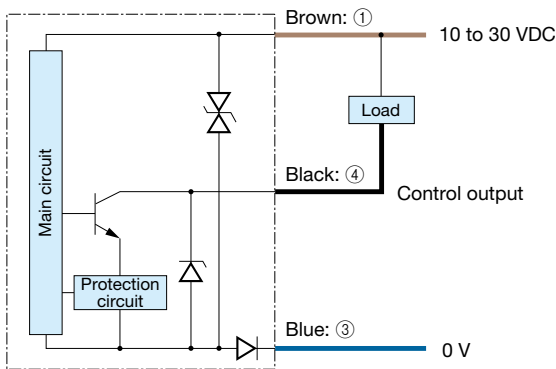 Brown: ①
10 to 30 VDC
Load
Main circuit
Black: ④
Control output
Protection
circuit
Blue: ③
0 V